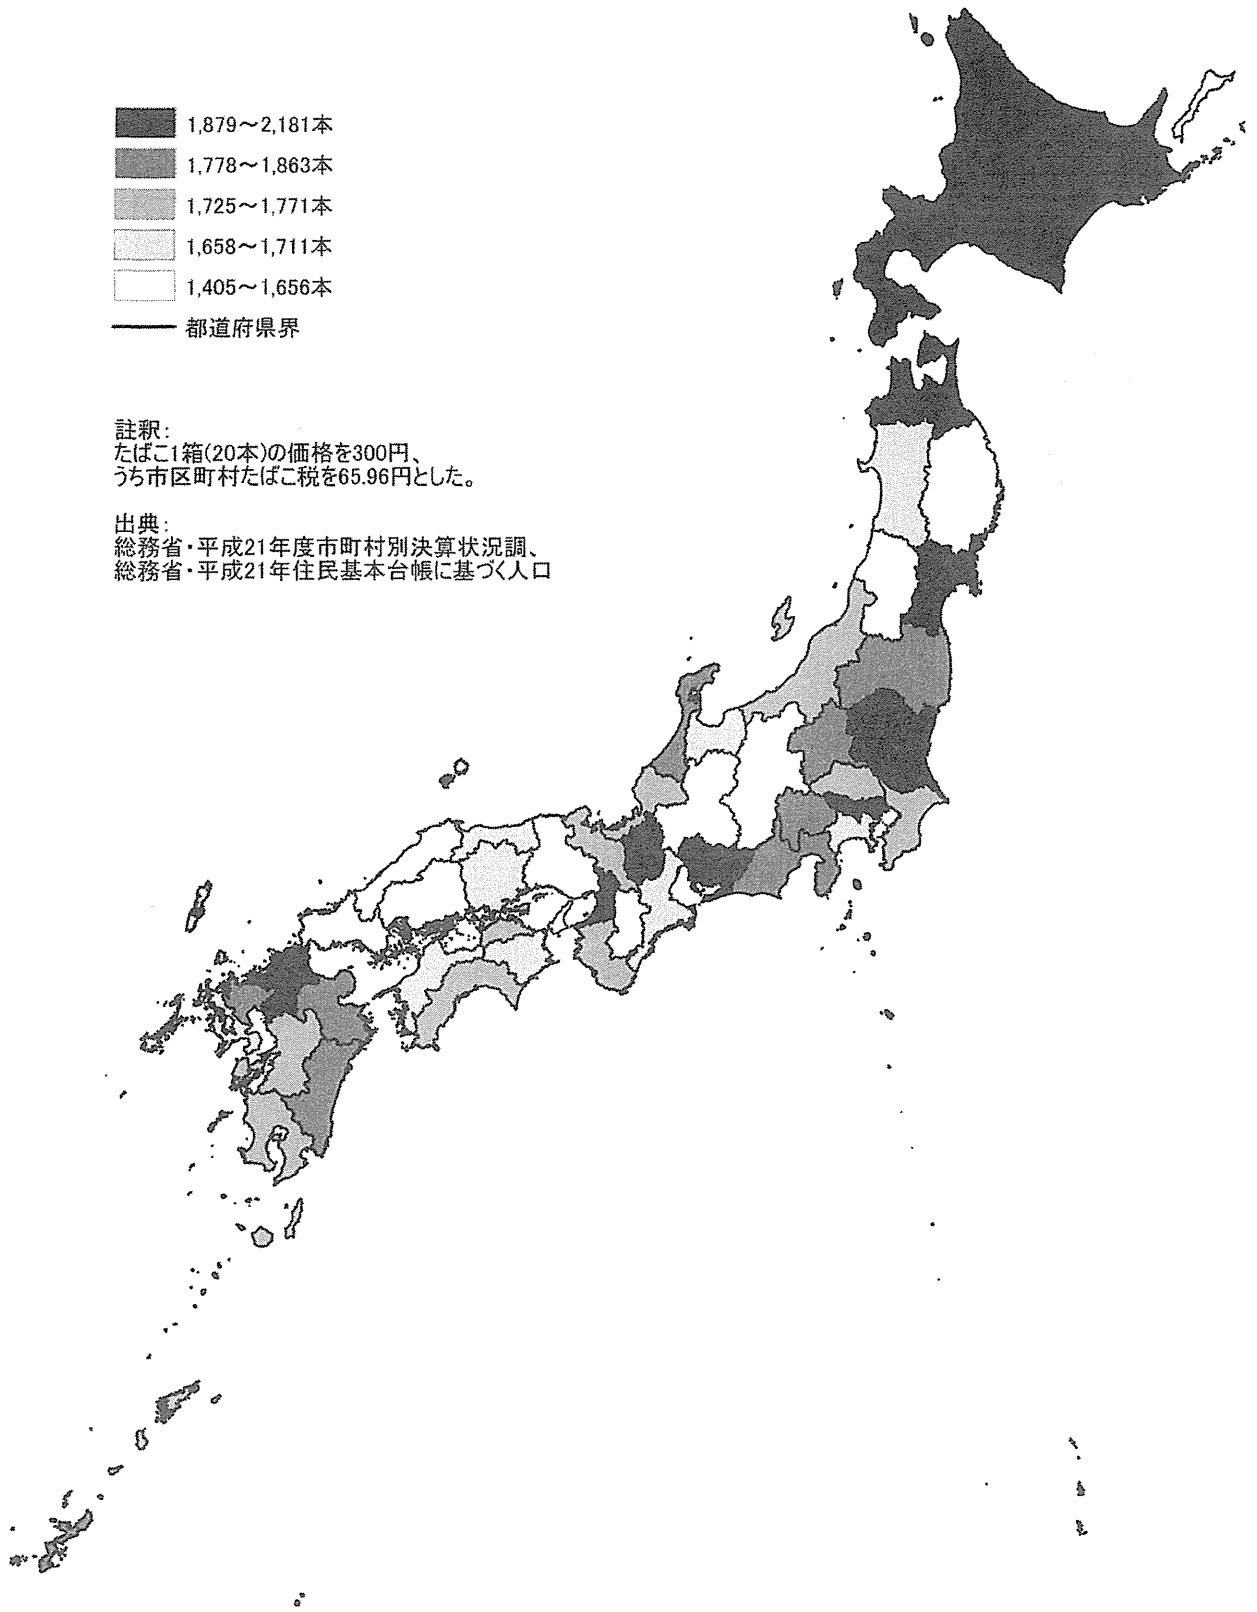 1,879～2,181本
1,778～1,863本
1,725～1,771本
1,658～1,711本
1,405～1,656本
都道府県界
註釈:
たばこ1箱(20本)の価格を300円、
うち市区町村たばこ税を65.96円とした。
出典:
総務省・平成21年度市町村別決算状況調、
総務省・平成21年住民基本台帳に基づく人口